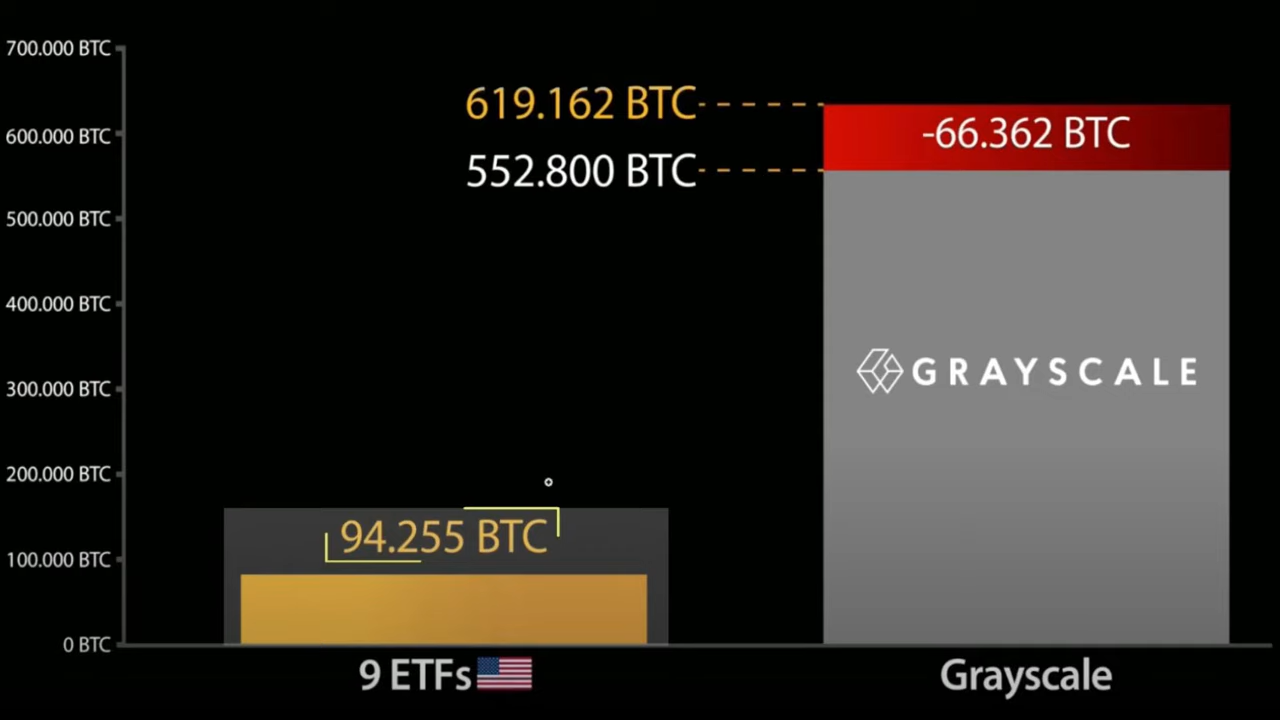 700.000 BTC
600.000 BTC
500.000 BTC
400.000 BTC
300.000 BTC
200.000 BTC
100.000 BTC
0 BTC
619.162 BTC
552.800 BTC
-66.362 BTC
GRAYSCALE
94.255 BTC
9 ETFs
Grayscale